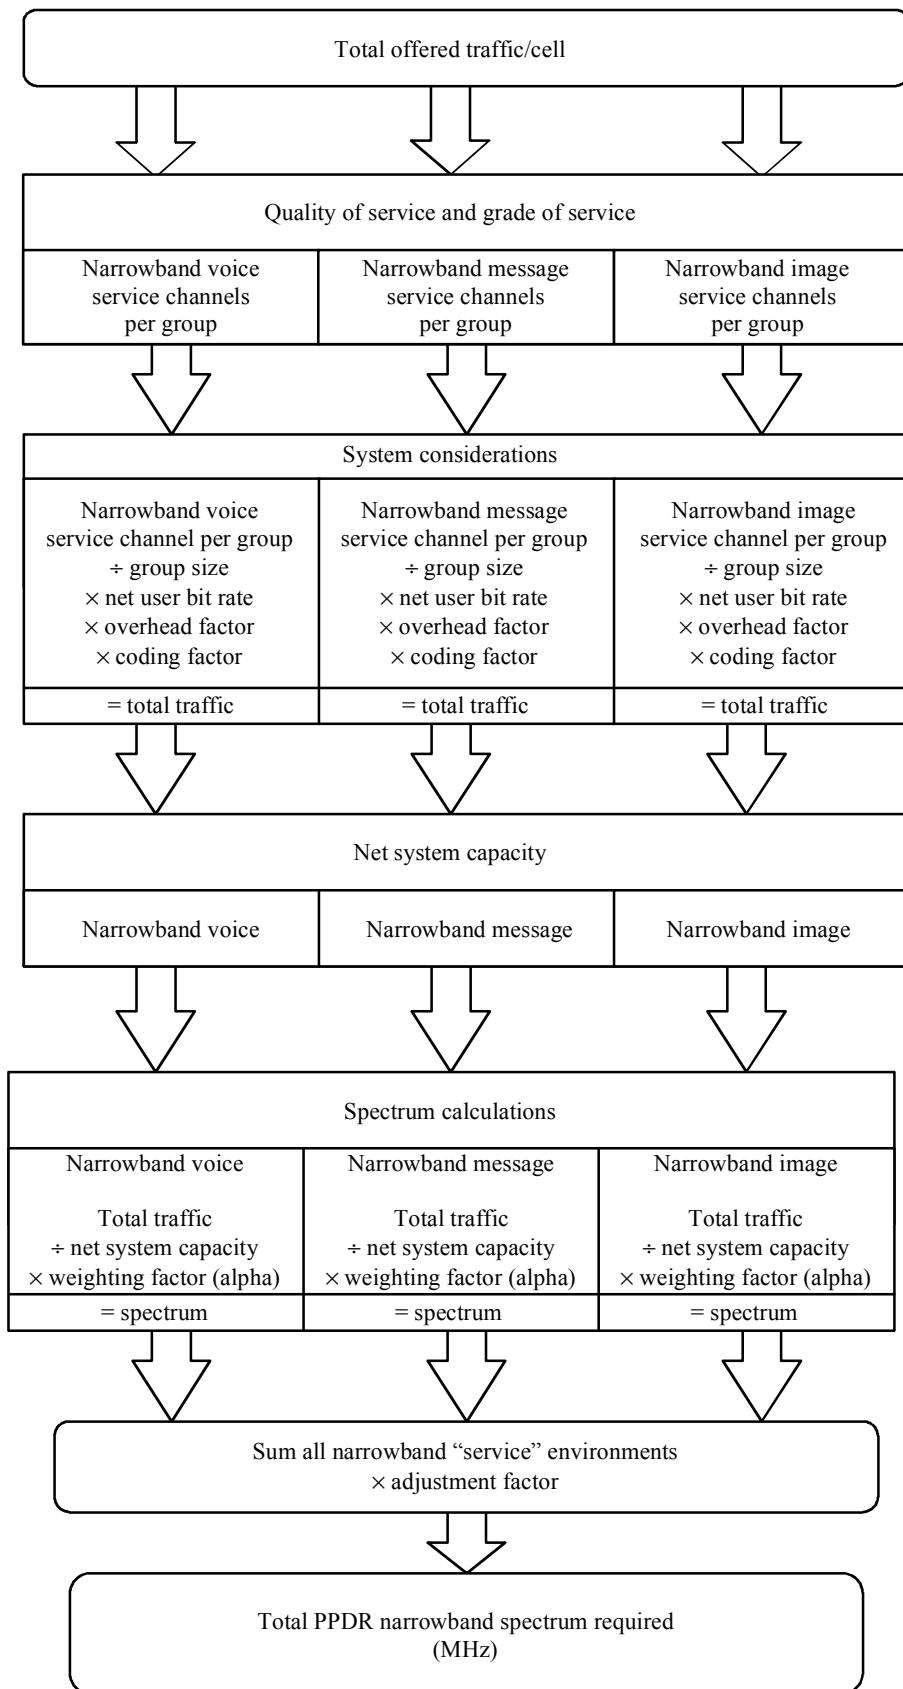 Total offered traffic/cell
Quality of service and grade of service
Narrowband voice
service channels
per group
Narrowband message
service channels
per group
Narrowband image
service channels
per group
System considerations
Narrowband voice
service channel per group
÷ group size
× net user bit rate
× overhead factor
× coding factor
Narrowband message
service channel per group
÷ group size
× net user bit rate
× overhead factor
× coding factor
Narrowband image
service channel per group
÷ group size
× net user bit rate
× overhead factor
× coding factor
= total traffic
= total traffic
= total traffic
Net system capacity
Narrowband voice
Narrowband message
Narrowband image
Spectrum calculations
Narrowband voice
Total traffic
÷ net system capacity
× weighting factor (alpha)
Narrowband message
Total traffic
÷ net system capacity
× weighting factor (alpha)
Narrowband image
Total traffic
÷ net system capacity
× weighting factor (alpha)
= spectrum
= spectrum
= spectrum
Sum all narrowband “service” environments
× adjustment factor
Total PPDR narrowband spectrum required
(MHz)